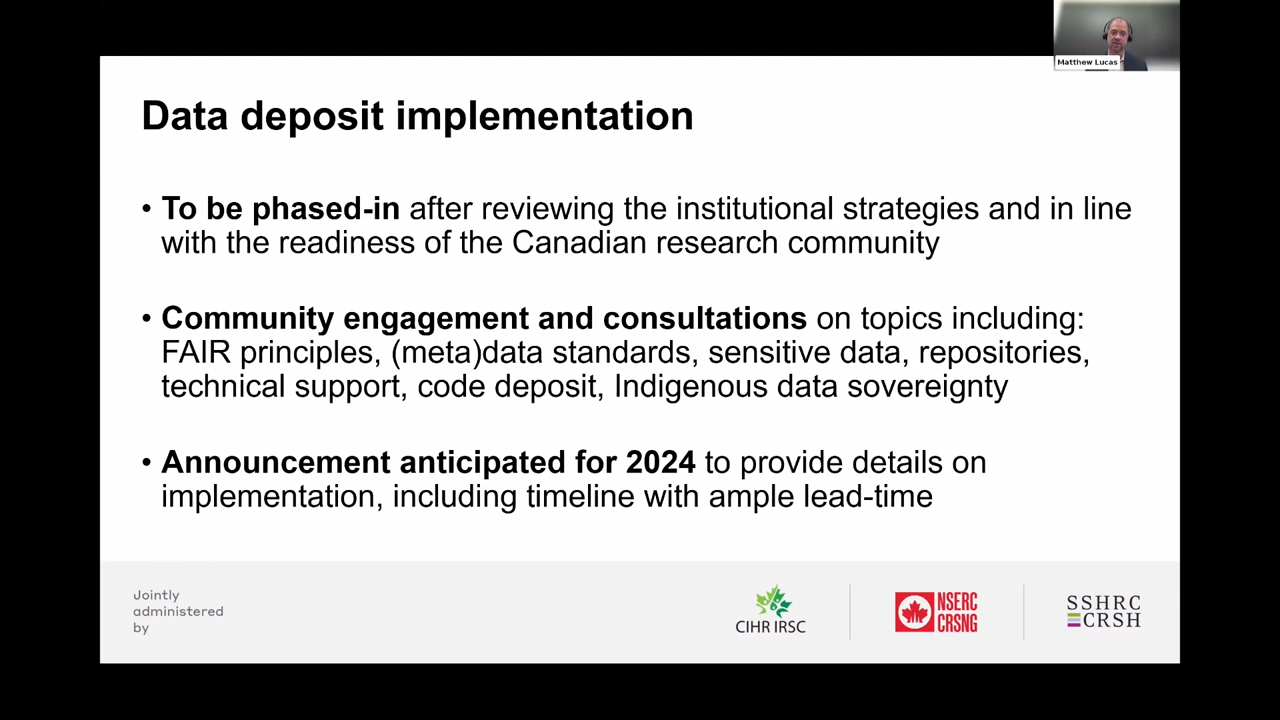 Matthew Lucas
Data deposit implementation
• To be phased-in after reviewing the institutional strategies and in line
with the readiness of the Canadian research community
• Community engagement and consultations on topics including:
FAIR principles, (meta)data standards, sensitive data, repositories,
technical support, code deposit, Indigenous data sovereignty
• Announcement anticipated for 2024 to provide details on
implementation, including timeline with ample lead-time
Jointly
administered
by
CIHR IRSC
NSERC
CRSNG
SSHRC
CRSH